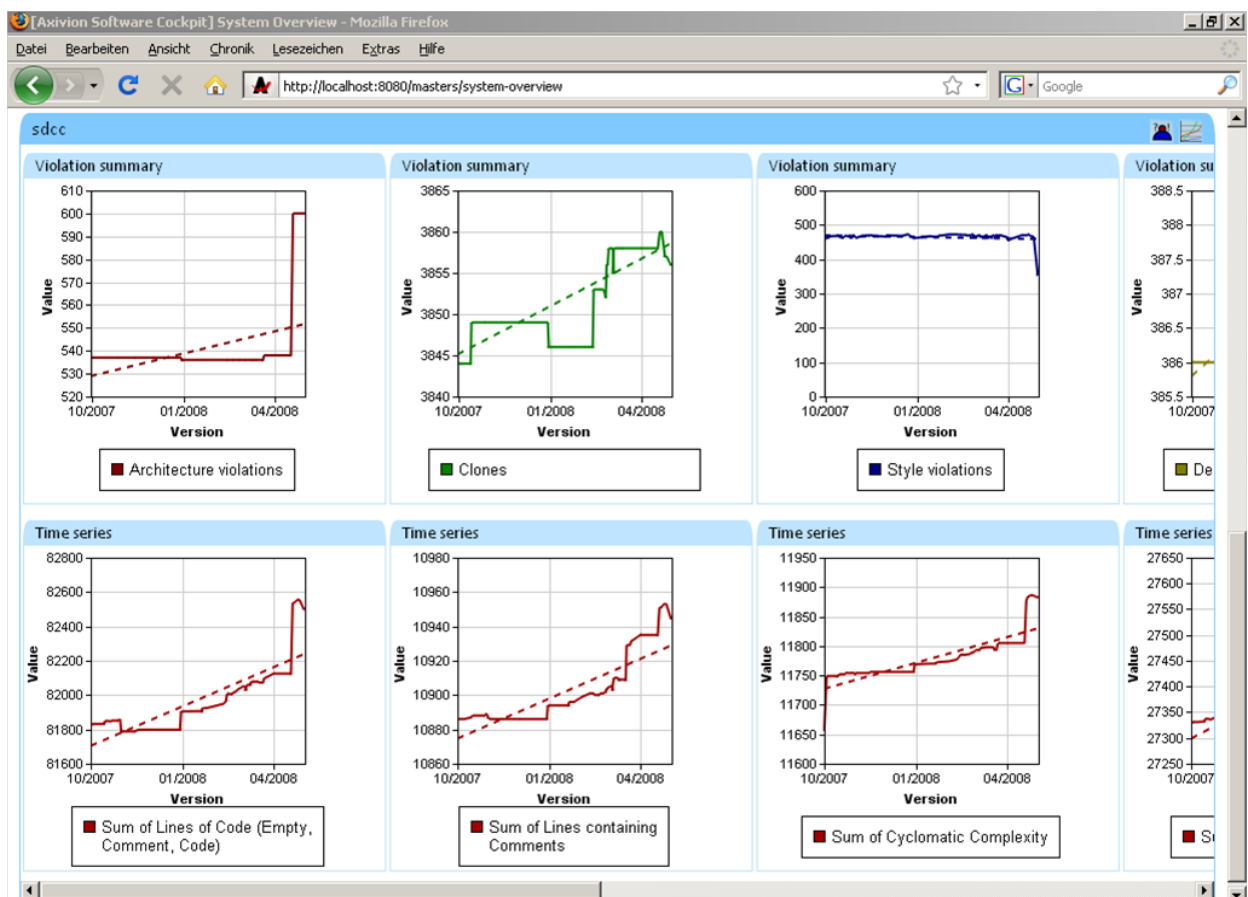 [Axivion Software Cockpit] System Overview - Mozilla Firefox
Datei Bearbeiten Ansicht Chronik Lesezeichen Extras Hilfe
http://localhost:8080/masters/system-overview
G Google
sdcc
Violation summary
610
600
590
580
570
560
550
540
530
520
Value
10/2007 01/2008 04/2008
Version
Architecture violations
Violation summary
3865
3860
3855
3850
3845
3840
Value
10/2007 01/2008 04/2008
Version
Clones
Violation summary
600
500
400
300
200
100
0
Value
10/2007 01/2008 04/2008
Version
Style violations
Violation su
388.5
388
387.5
387
386.5
386
385.5
Value
10/2007
De
Time series
82800
82600
82400
82200
82000
81800
81600
Value
10/2007 01/2008 04/2008
Version
Sum of Lines of Code (Empty,
Comment, Code)
Time series
10980
10960
10940
10920
10900
10880
10860
Value
10/2007 01/2008 04/2008
Version
Sum of Lines containing
Comments
Time series
11950
11900
11850
11800
11750
11700
11650
11600
Value
10/2007 01/2008 04/2008
Version
Sum of Cyclomatic Complexity
Time series
27650
27600
27550
27500
27450
27400
27350
27300
27250
Value
10/2007